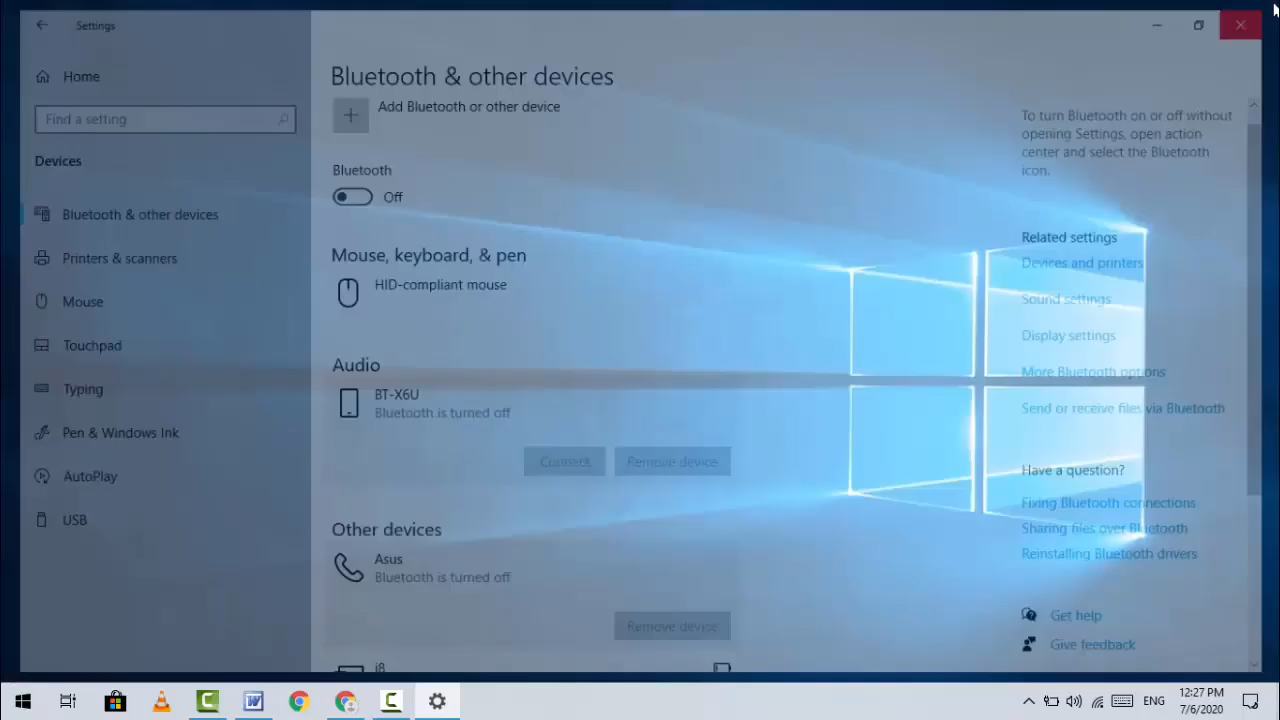 Settings
Home
Find a setting
Devices
Bluetooth & other devices
Printers & scanners
Mouse
Touchpad
Typing
Pen & Windows Ink
AutoPlay
USB
Bluetooth & other devices
Add Bluetooth or other device
Bluetooth
Off
Mouse, keyboard, & pen
HID-compliant mouse
Audio
BT-X6U
Bluetooth is turned off
Connect
Remove device
Other devices
Asus
Bluetooth is turned off
Remove device
i8
To turn Bluetooth on or off without
opening Settings, open action
center and select the Bluetooth
icon.
Related settings
Devices and printers
Sound settings
Display settings
More Bluetooth options
Send or receive files via Bluetooth
Have a question?
Fixing Bluetooth connections
Sharing files over Bluetooth
Reinstalling Bluetooth drivers
Get help
Give feedback
ENG
12:27 PM
7/6/2020